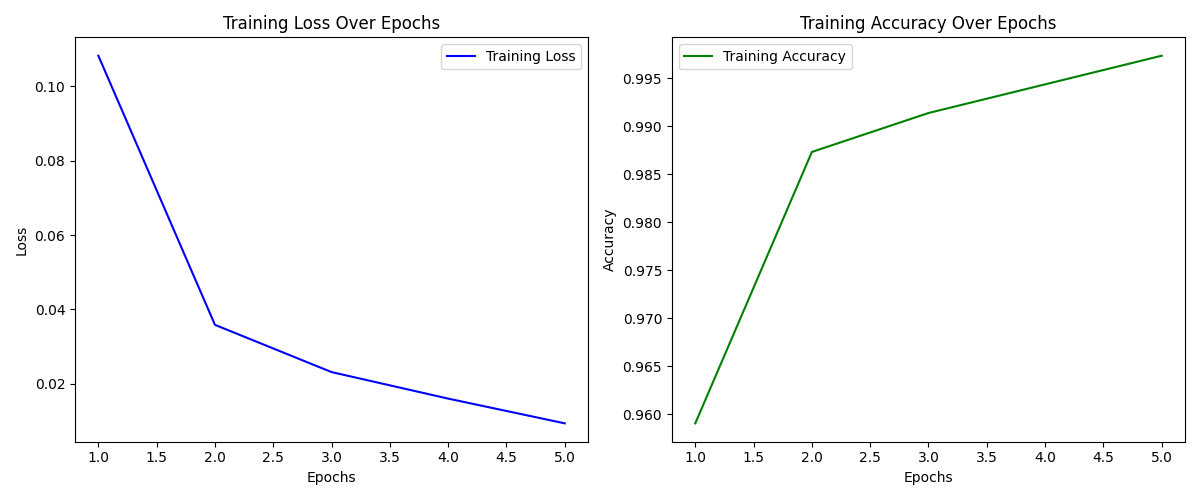 Training Loss Over Epochs
Training Loss
0.10
0.08
0.06
0.04
0.02
Loss
1.0 1.5 2.0 2.5 3.0 3.5 4.0 4.5 5.0
Epochs
Training Accuracy Over Epochs
Training Accuracy
0.995
0.990
0.985
0.980
0.975
0.970
0.965
0.960
Accuracy
1.0 1.5 2.0 2.5 3.0 3.5 4.0 4.5 5.0
Epochs